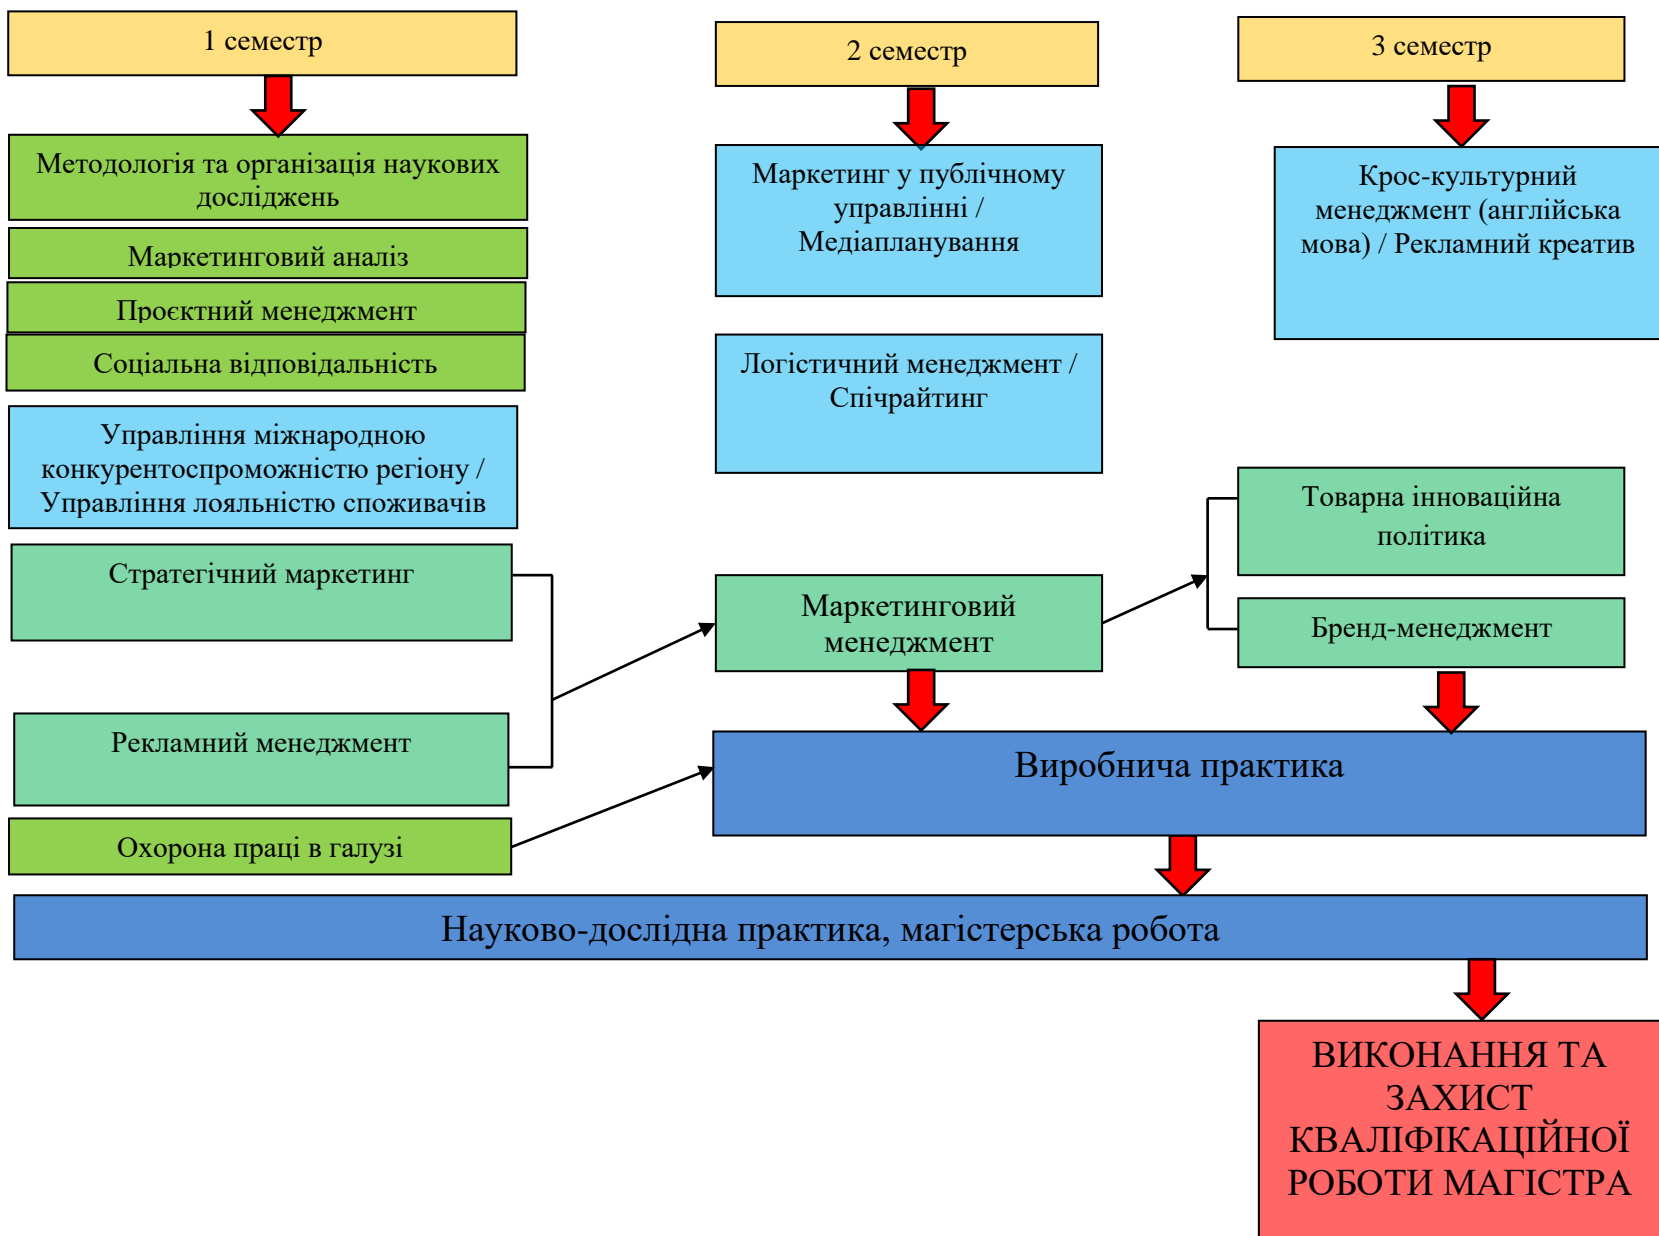 1 семестр
2 семестр
3 семестр
Методологія та організація наукових
досліджень
Маркетинговий аналіз
Проєктний менеджмент
Соціальна відповідальність
Управління міжнародною
конкурентоспроможністю регіону /
Управління лояльністю споживачів
Стратегічний маркетинг
Рекламний менеджмент
Охорона праці в галузі
Маркетинг у публічному
управлінні /
Медіапланування
Логістичний менеджмент /
Спічрайтинг
Маркетинговий
менеджмент
Крос-культурний
менеджмент (англійська
мова) / Рекламний креатив
Товарна інноваційна
політика
Бренд-менеджмент
Виробнича практика
Науково-дослідна практика, магістерська робота
ВИКОНАННЯ ТА
ЗАХИСТ
КВАЛІФІКАЦІЙНОЇ
РОБОТИ МАГІСТРА